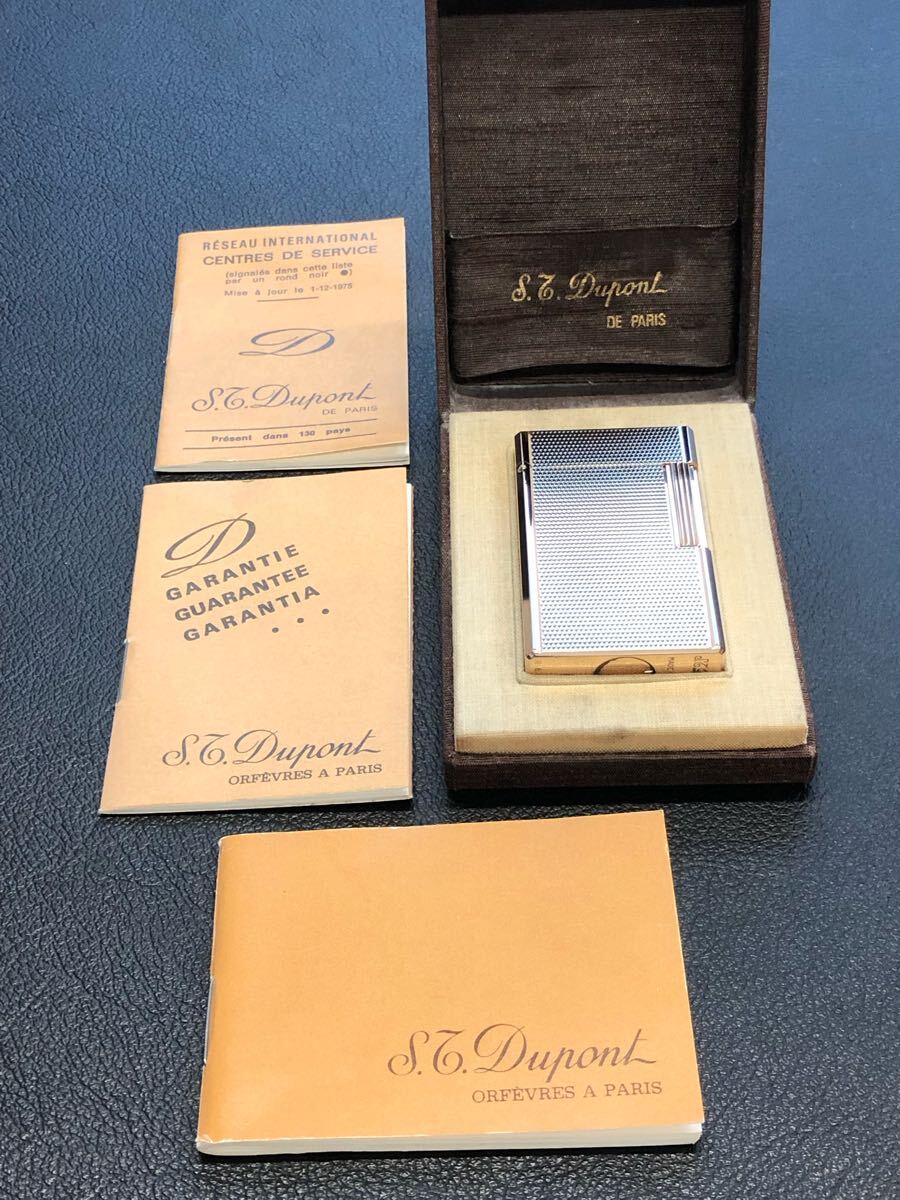 RÉSEAU INTERNATIONAL
CENTRES DE SERVICE
(signalés dans cette liste
par un rond noir ●)
Mise à jour le 1-12-1975
D
S.T. Dupont
DE PARIS
Présent dans 130 pays
S.T. Dupont
DE PARIS
D
GARANTIE
GUARANTEE
GARANTIA
...
S.T. Dupont
ORFÈVRES A PARIS
S.T. Dupont
ORFÈVRES A PARIS